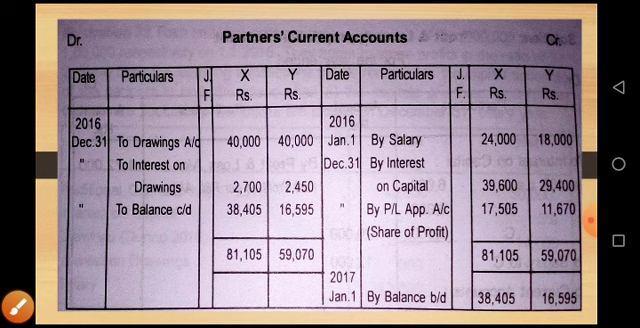 Dr. Partners' Current Accounts Cr.
Date Particulars J. F. X Rs. Y Rs. Date Particulars J. F. X Rs. Y Rs.
2016 2016
Dec.31 To Drawings A/c 40,000 40,000 Jan.1 By Salary 24,000 18,000
" To Interest on Dec.31 By Interest
Drawings 2,700 2,450 on Capital 39,600 29,400
" To Balance c/d 38,405 16,595 " By P/L App. A/c 17,505 11,670
(Share of Profit)
81,105 59,070 81,105 59,070
2017
Jan.1 By Balance b/d 38,405 16,595